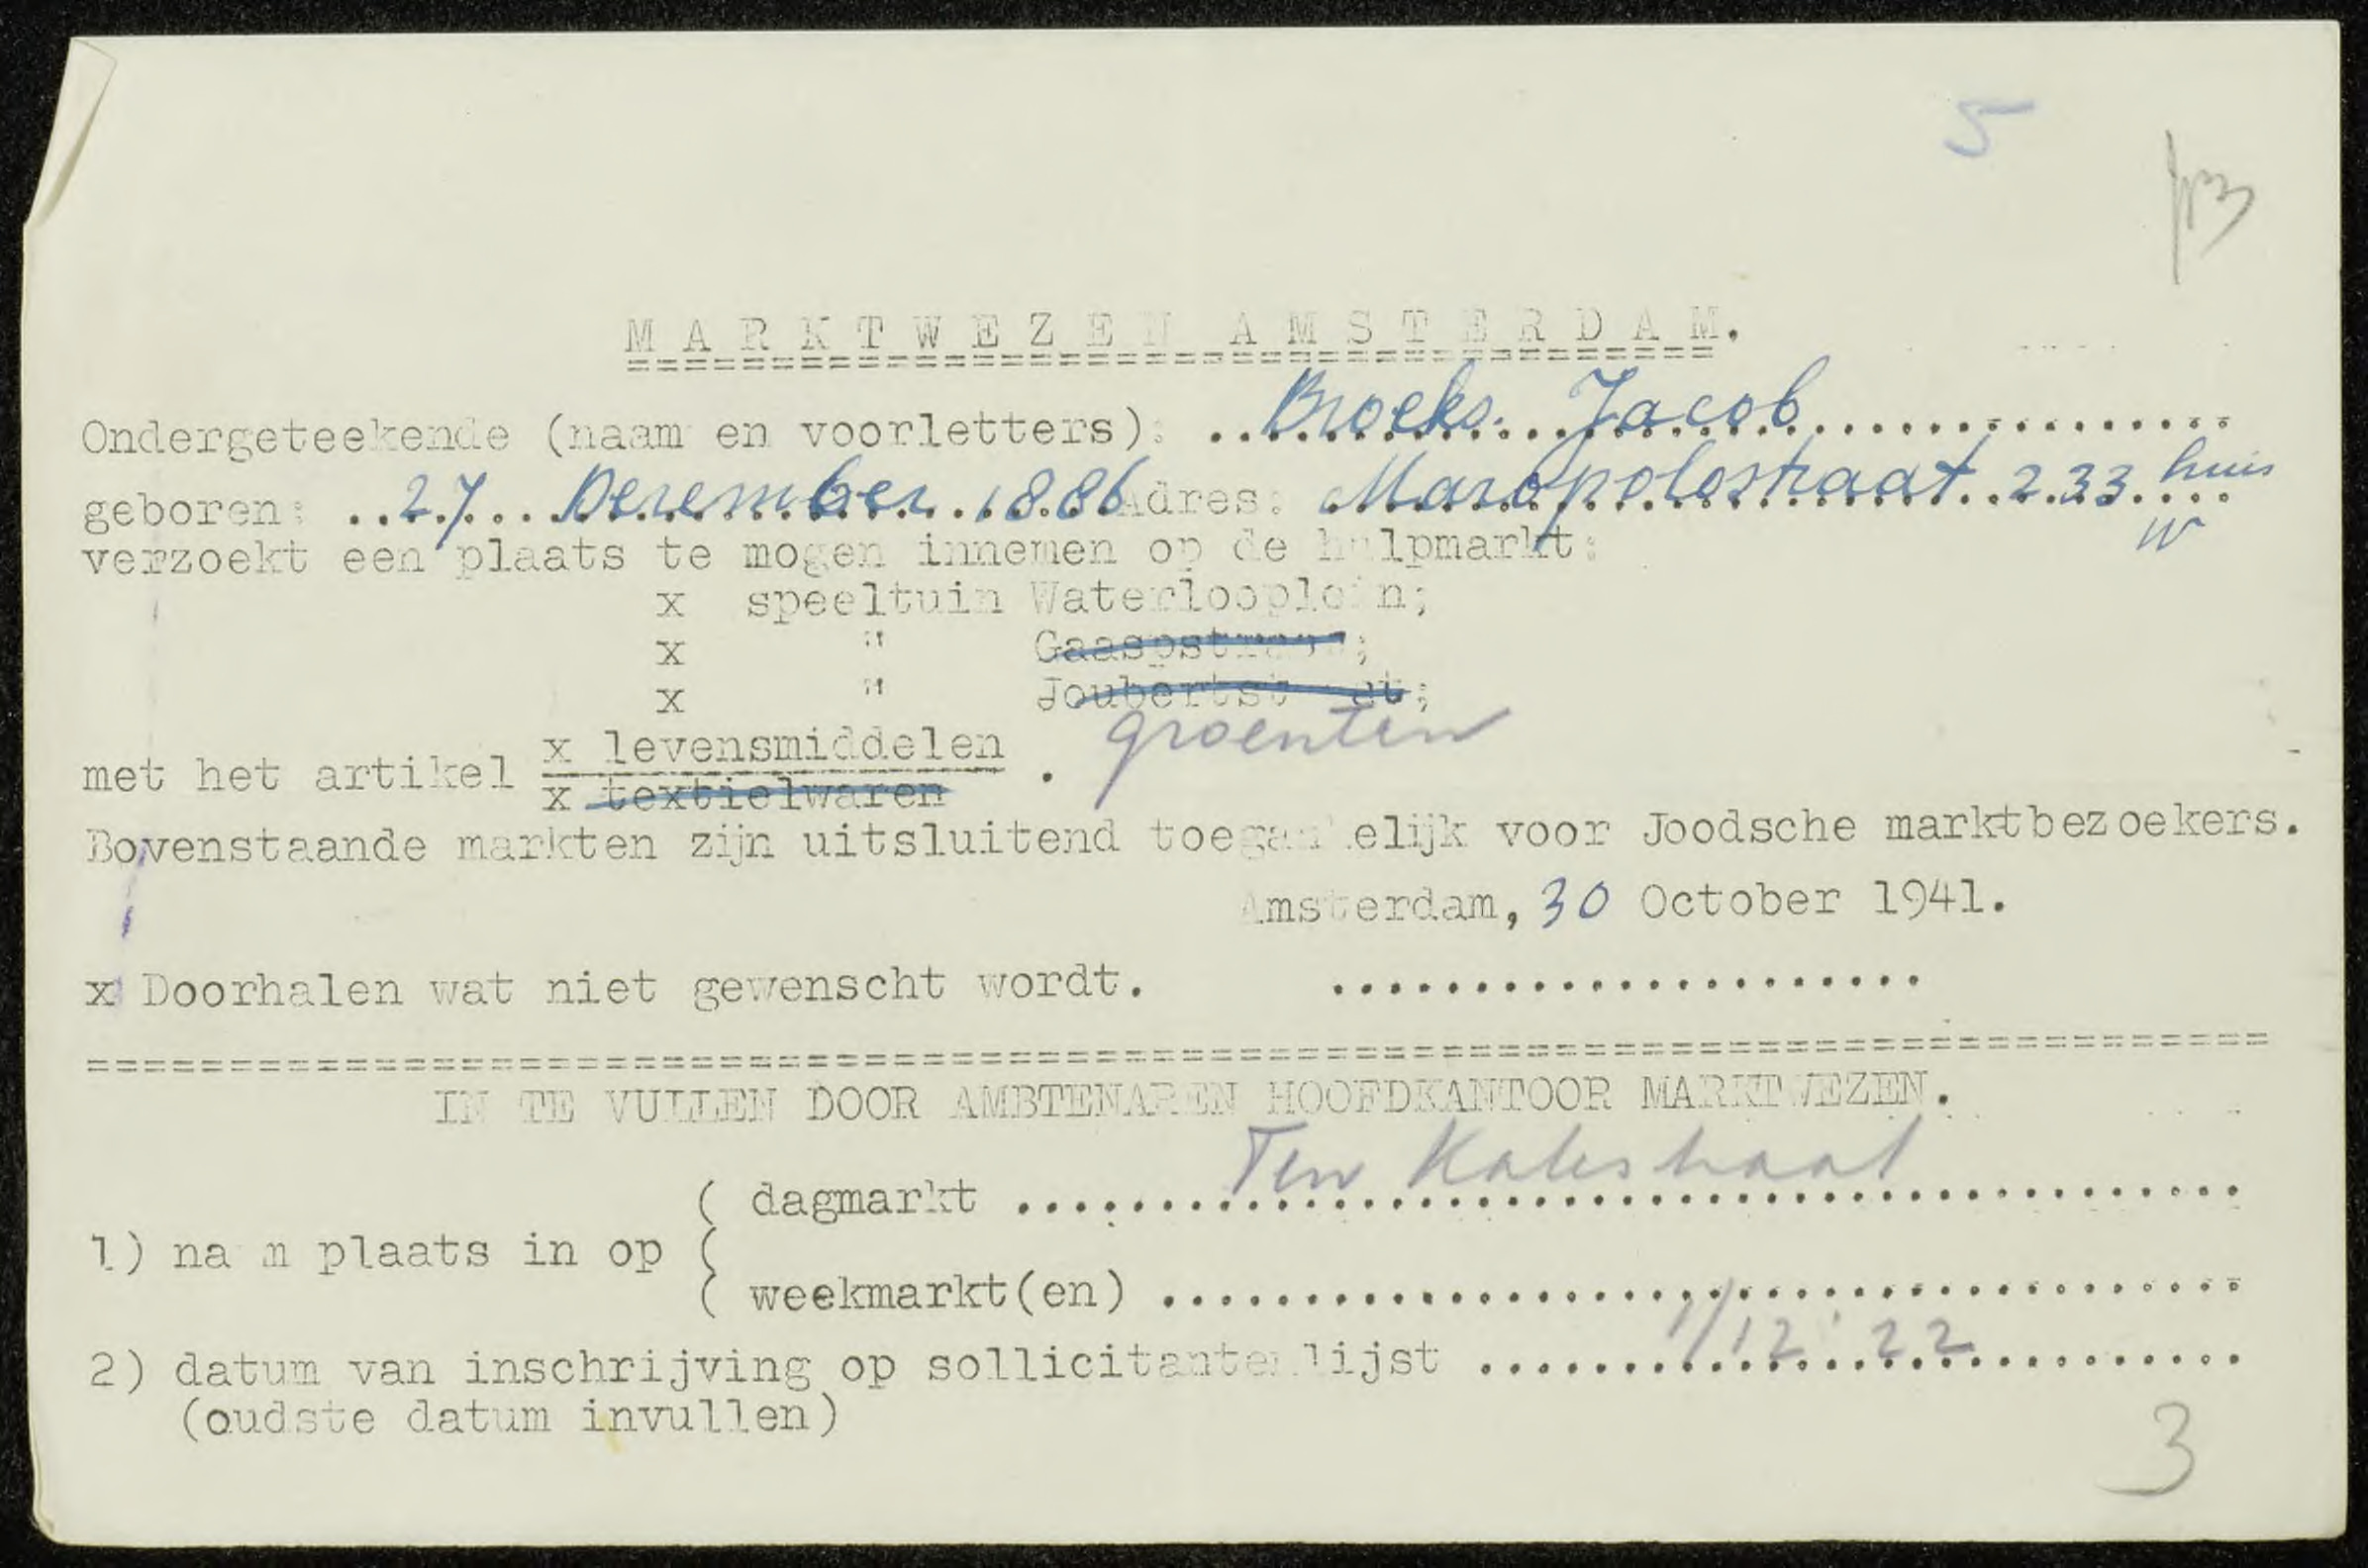 5
M A R K T W E Z E N  A M S T E R D A M.
Ondergeteekende (naam en voorletters): Broeks. Jacob
geboren: 27 December 1886 Adres: Marcopolostraat 233 huis
W
verzoekt een plaats te mogen innemen op de hulpmarkt:
x speeltuin Waterlooplein;
x " Gaaspstraat;
x " Joubertstraat;
groenten
x levensmiddelen
met het artikel .
x textielwaren
Bovenstaande markten zijn uitsluitend toegankelijk voor Joodsche marktbezoekers.
Amsterdam, 30 October 1941.
x Doorhalen wat niet gewenscht wordt. ....................
IN TE VULLEN DOOR AMBTENAREN HOOFDKANTOOR MARKTWEZEN.
( dagmarkt Ten Katestraat
1) nam plaats in op (
( weekmarkt(en) ....................
2) datum van inschrijving op sollicitantenlijst 1/12 '22
(oudste datum invullen)
3